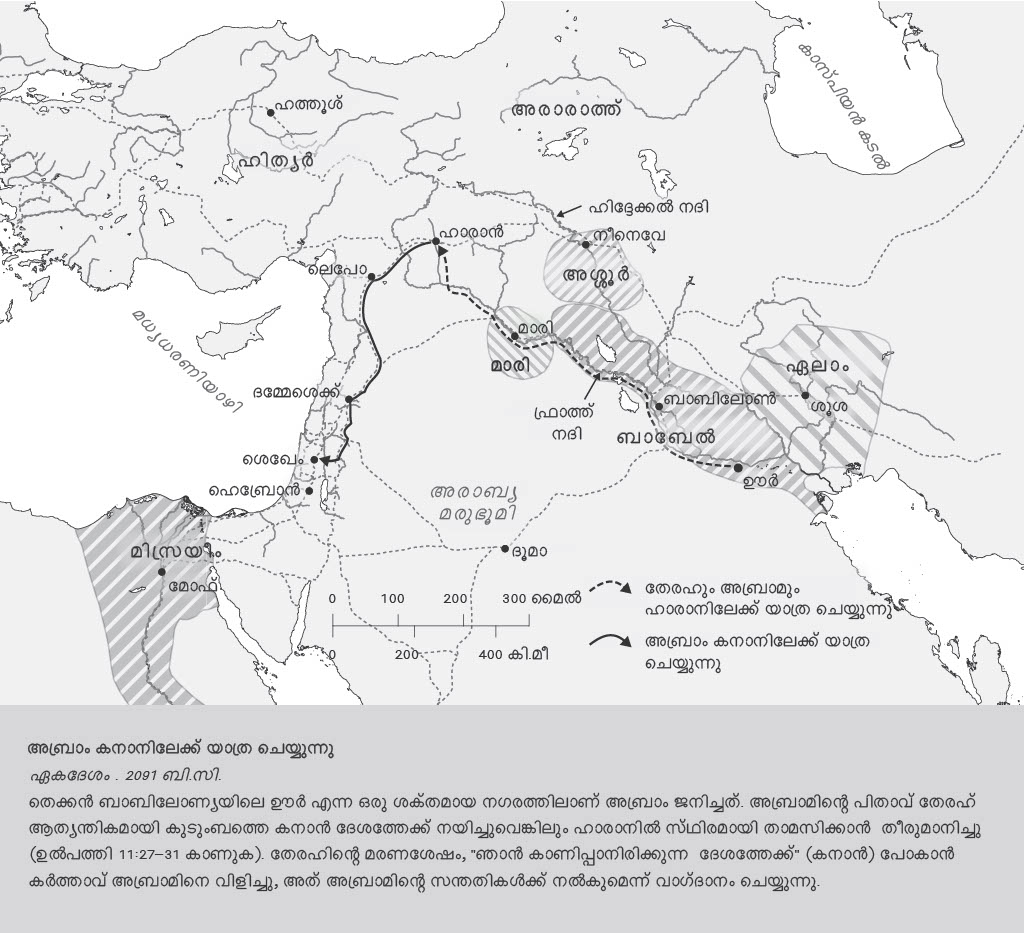 കാസ്പിയൻ കടൽ
ഹത്തൂശ്
അരാരാത്ത്
ഹിത്യർ
ഹിദ്ദേക്കൽ നദി
ഹാരാൻ
നീനെവേ
ലെപോ
അശ്ശൂർ
മധ്യധരണിയാഴി
മാരി
മാരി
ഏലാം
ദമ്മേശെക്ക്
ബാബിലോൺ
ശൂശ
ഫ്രാത്ത്
നദി
ബാബേൽ
ശെഖേം
ഊർ
ഹെബ്രോൻ
അരാബ്യ
മരുഭൂമി
മിസ്രയീം
ദൂമാ
മോഫ്
0 100 200 300 മൈൽ
0 200 400 കി.മീ
തേരഹും അബ്രാമും
ഹാരാനിലേക്ക് യാത്ര ചെയ്യുന്നു
അബ്രാം കനാനിലേക്ക് യാത്ര
ചെയ്യുന്നു
അബ്രാം കനാനിലേക്ക് യാത്ര ചെയ്യുന്നു
ഏകദേശം . 2091 ബി.സി.
തെക്കൻ ബാബിലോണ്യയിലെ ഊർ എന്ന ഒരു ശക്തമായ നഗരത്തിലാണ് അബ്രാം ജനിച്ചത്. അബ്രാമിന്റെ പിതാവ് തേരഹ്
ആത്യന്തികമായി കുടുംബത്തെ കനാൻ ദേശത്തേക്ക് നയിച്ചുവെങ്കിലും ഹാരാനിൽ സ്ഥിരമായി താമസിക്കാൻ തീരുമാനിച്ചു
(ഉൽപത്തി 11:27–31 കാണുക). തേരഹിന്റെ മരണശേഷം, "ഞാൻ കാണിപ്പാനിരിക്കുന്ന ദേശത്തേക്ക്" (കനാൻ) പോകാൻ
കർത്താവ് അബ്രാമിനെ വിളിച്ചു, അത് അബ്രാമിന്റെ സന്തതികൾക്ക് നൽകുമെന്ന് വാഗ്ദാനം ചെയ്യുന്നു.